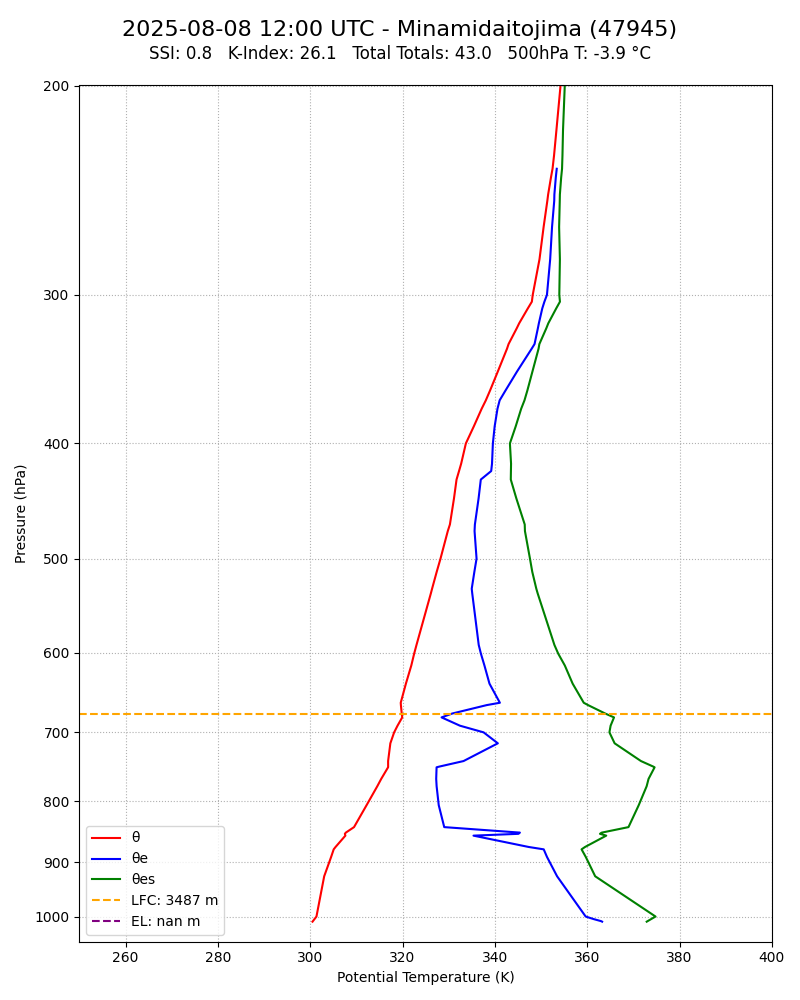 2025-08-08 12:00 UTC - Minamidaitojima (47945)
SSI: 0.8   K-Index: 26.1   Total Totals: 43.0   500hPa T: -3.9 °C
200
300
400
500
600
700
800
900
1000
Pressure (hPa)
θ
θe
θes
LFC: 3487 m
EL: nan m
260
280
300
320
340
360
380
400
Potential Temperature (K)